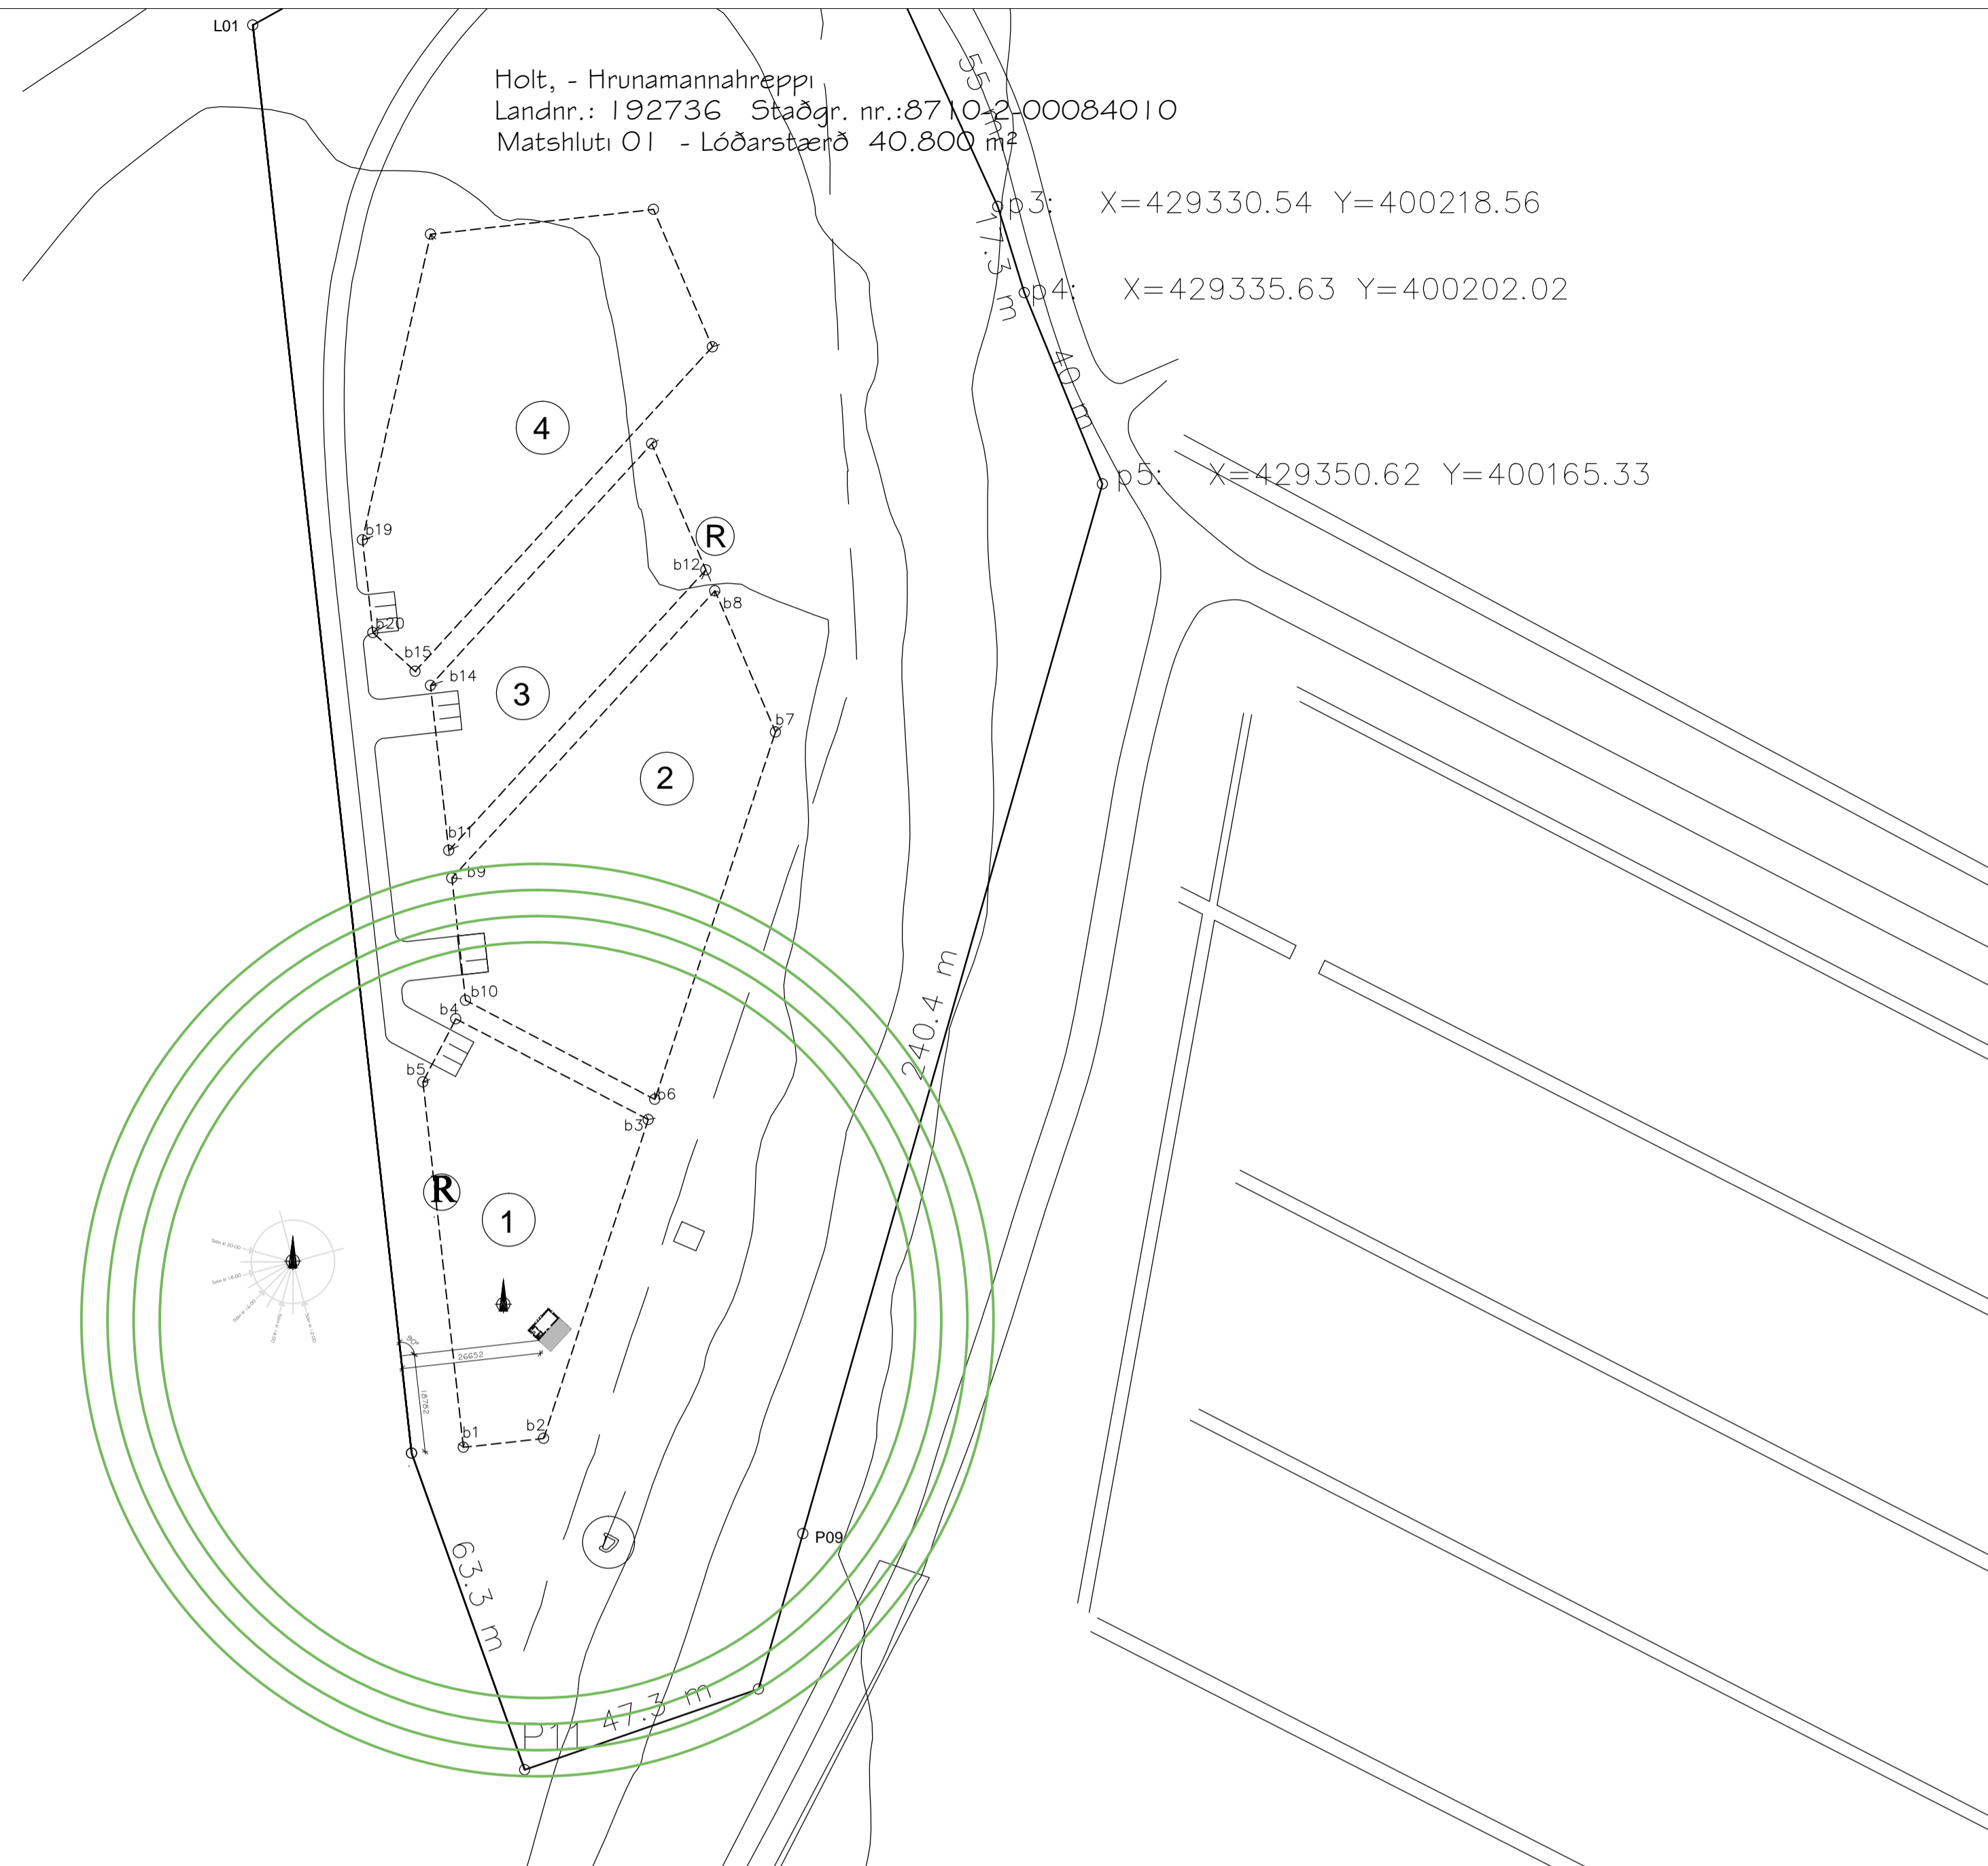 L01
Holt, - Hrunamannahreppi
Landnr.: 192736 Staðgr. nr.:8710-2-00084010
Matshluti 01 - Lóðarstærð 40.800 m²
55 m
p3: X=429330.54 Y=400218.56
17.3 m
p4: X=429335.63 Y=400202.02
40 m
p5: X=429350.62 Y=400165.33
4
R
b19
b12
b8
b20
b15
b14
3
b7
2
b11
b9
240.4 m
b10
b4
b5
b6
b3
R
1
90°
26652
18782
b1
b2
P09
63.3 m
47.3 m
P11